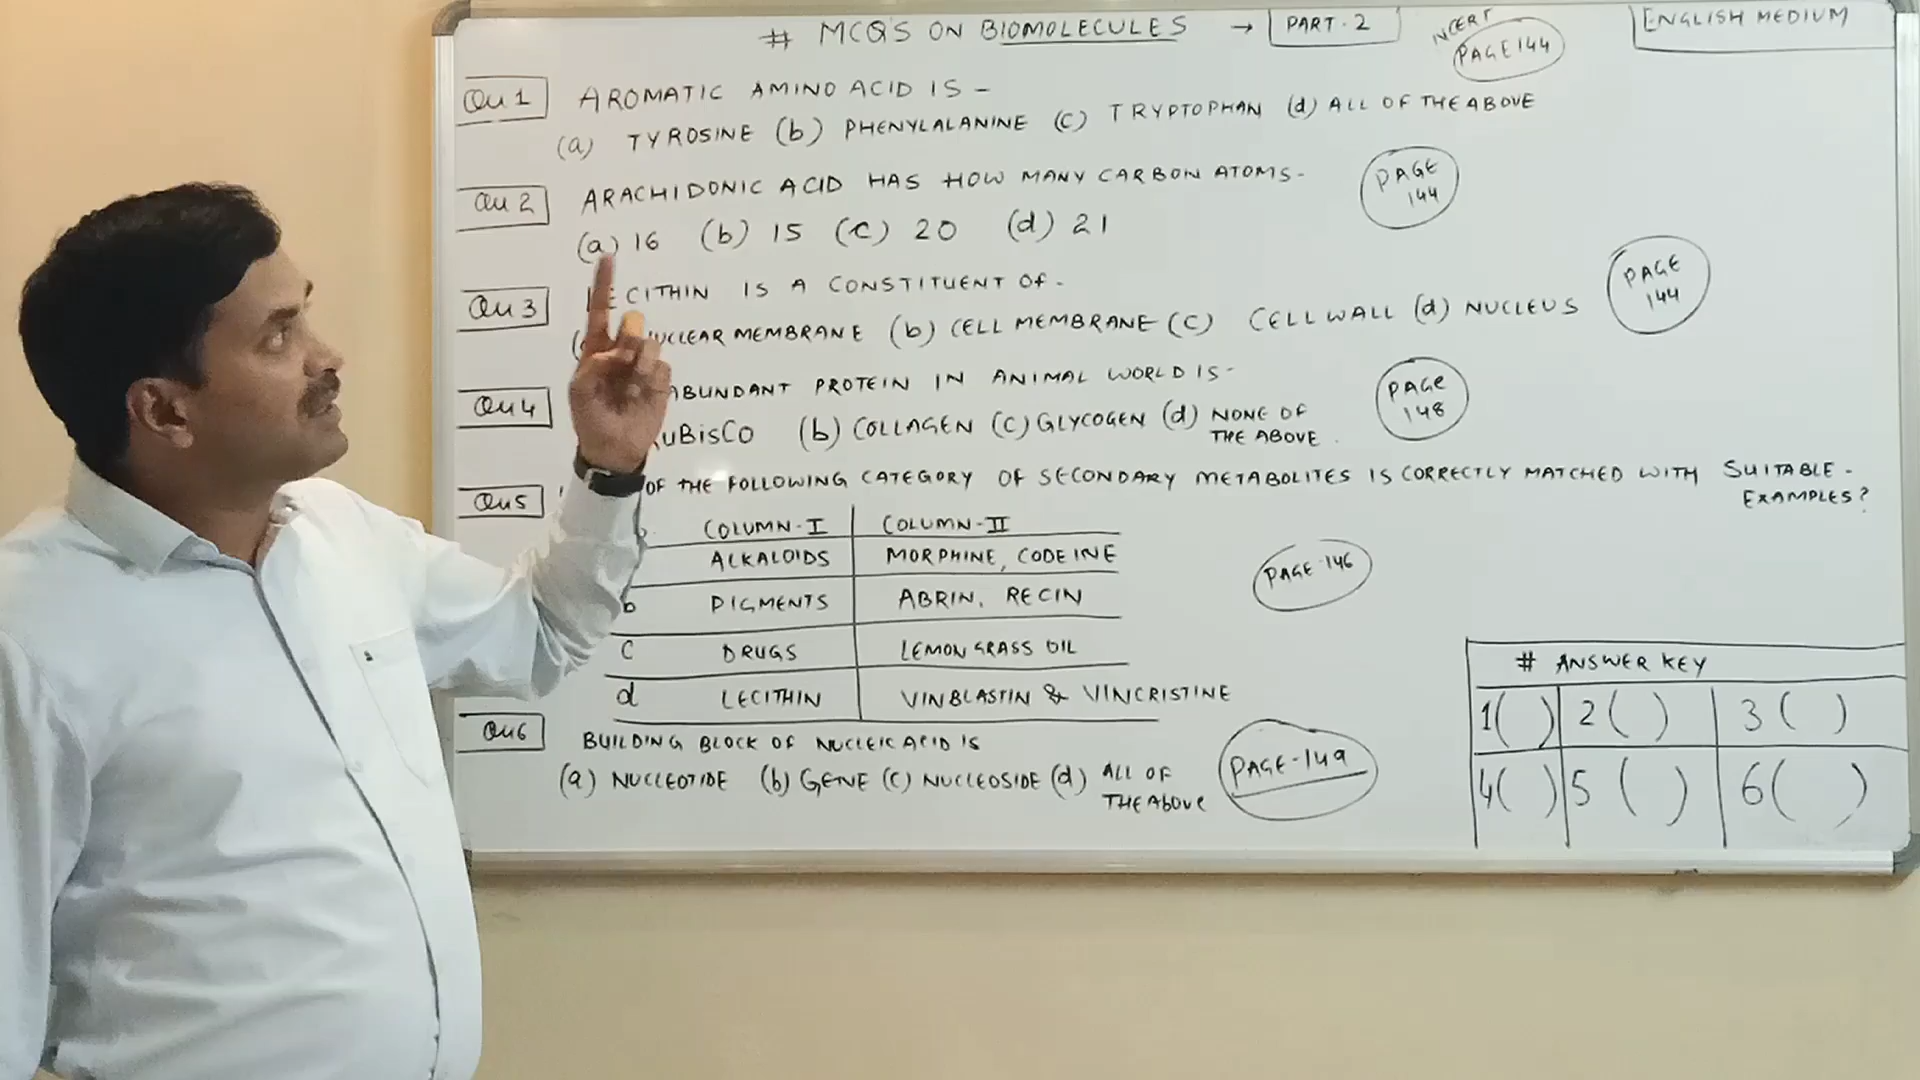 # MCQ'S ON BIOMOLECULES → PART-2
NCERT
PAGE 144
ENGLISH MEDIUM
Qu 1 AROMATIC AMINO ACID IS -
(a) TYROSINE (b) PHENYLALANINE (c) TRYPTOPHAN (d) ALL OF THE ABOVE
Qu 2 ARACHIDONIC ACID HAS HOW MANY CARBON ATOMS-
PAGE 144
(a) 16 (b) 15 (c) 20 (d) 21
Qu 3 LECITHIN IS A CONSTITUENT OF -
PAGE 144
NUCLEAR MEMBRANE (b) CELL MEMBRANE (c) CELL WALL (d) NUCLEUS
Qu 4 ABUNDANT PROTEIN IN ANIMAL WORLD IS -
PAGE 148
RUBISCO (b) COLLAGEN (c) GLYCOGEN (d) NONE OF
THE ABOVE
Qu 5 OF THE FOLLOWING CATEGORY OF SECONDARY METABOLITES IS CORRECTLY MATCHED WITH SUITABLE -
EXAMPLES?
COLUMN-I COLUMN-II
ALKALOIDS MORPHINE, CODEINE
PAGE-146
b PIGMENTS ABRIN, RECIN
c DRUGS LEMON GRASS OIL
d LECITHIN VINBLASTIN & VINCRISTINE
Qu 6 BUILDING BLOCK OF NUCLEIC ACID IS
PAGE-149
(a) NUCLEOTIDE (b) GENE (c) NUCLEOSIDE (d) ALL OF
THE ABOVE
# ANSWER KEY
1( ) 2( ) 3( )
4( ) 5( ) 6( )